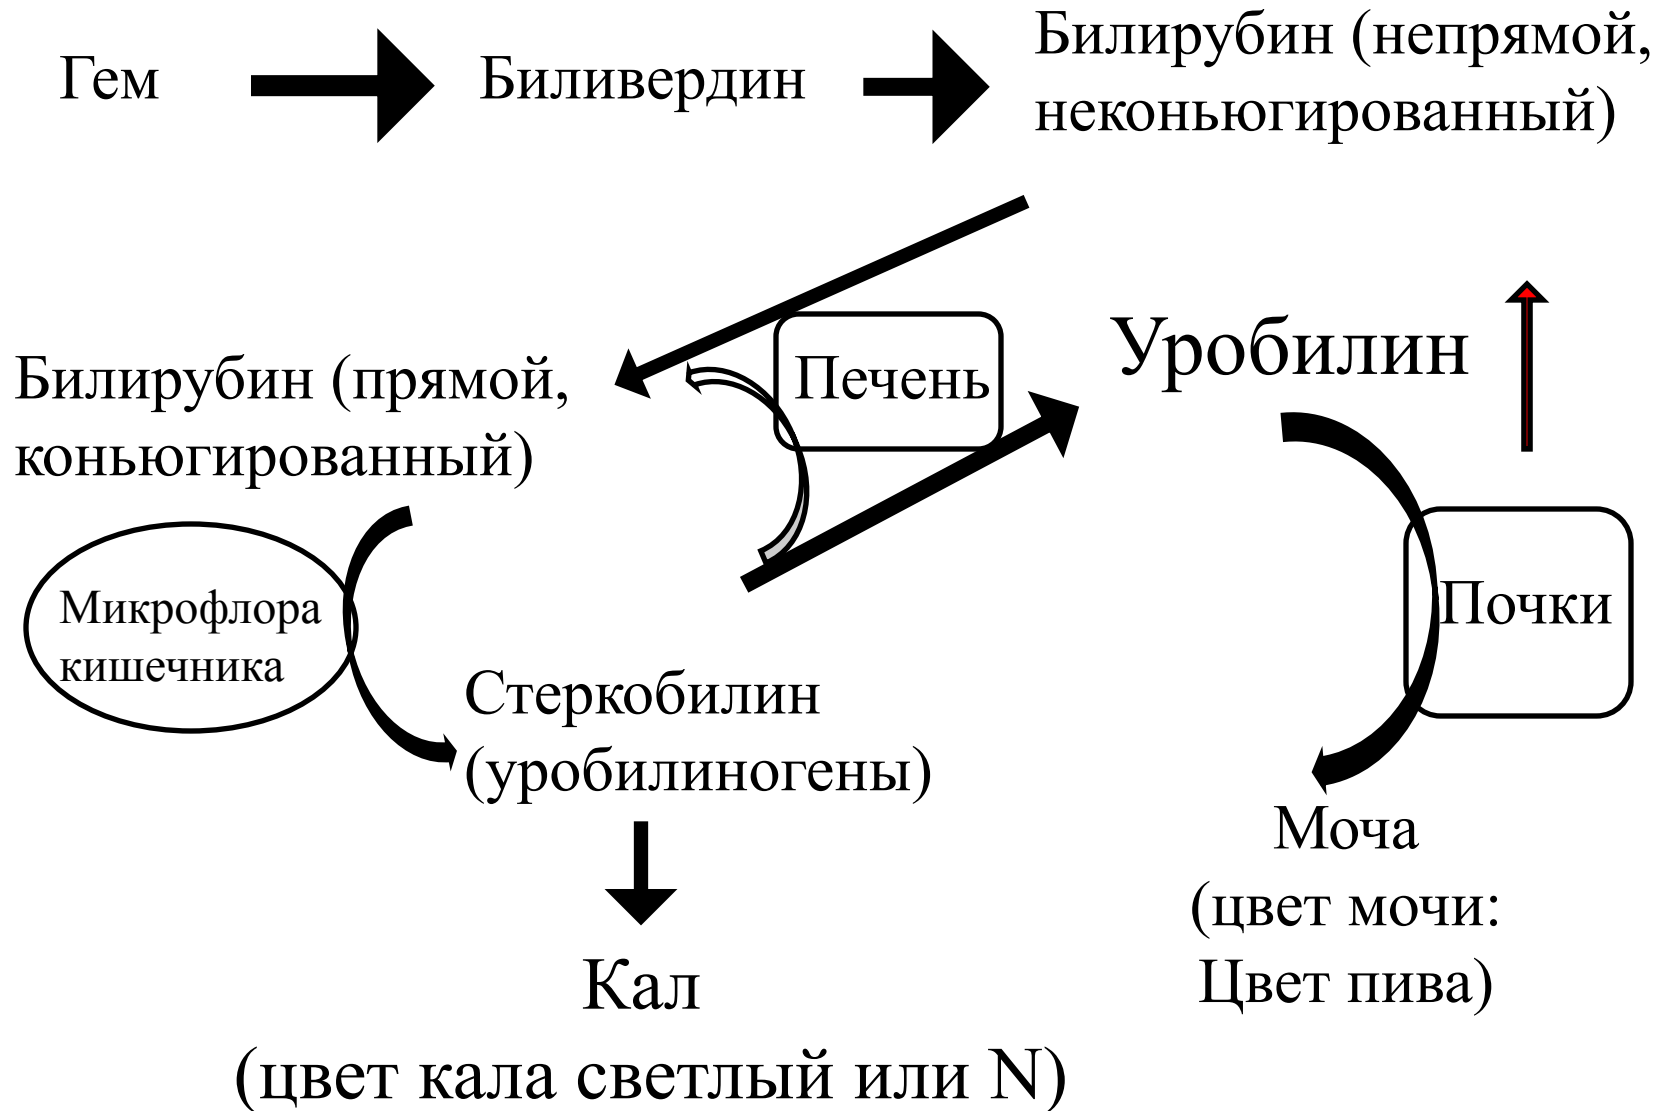 Гем
Биливердин
Билирубин (непрямой,
неконьюгированный)
Билирубин (прямой,
коньюгированный)
Печень
Уробилин
Микрофлора
кишечника
Почки
Стеркобилин
(уробилиногены)
Моча
(цвет мочи:
Цвет пива)
Кал
(цвет кала светлый или N)